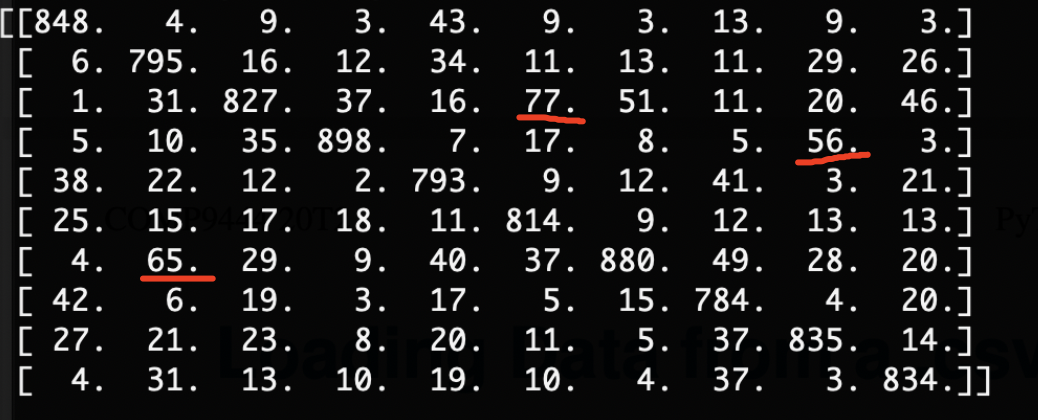 [[848. 4. 9. 3. 43. 9. 3. 13. 9. 3.]
[ 6. 795. 16. 12. 34. 11. 13. 11. 29. 26.]
[ 1. 31. 827. 37. 16. 77. 51. 11. 20. 46.]
[ 5. 10. 35. 898. 7. 17. 8. 5. 56. 3.]
[ 38. 22. 12. 2. 793. 9. 12. 41. 3. 21.]
[ 25. 15. 17. 18. 11. 814. 9. 12. 13. 13.]
[ 4. 65. 29. 9. 40. 37. 880. 49. 28. 20.]
[ 42. 6. 19. 3. 17. 5. 15. 784. 4. 20.]
[ 27. 21. 23. 8. 20. 11. 5. 37. 835. 14.]
[ 4. 31. 13. 10. 19. 10. 4. 37. 3. 834.]]